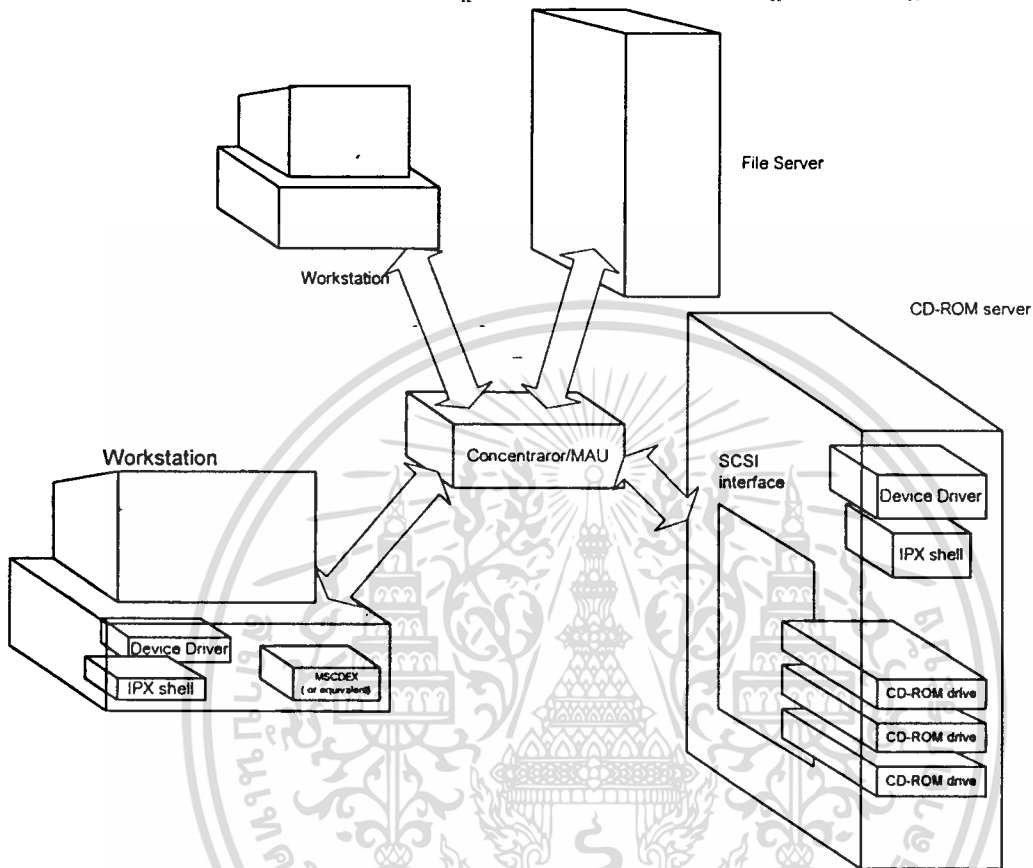 File Server
Workstation
CD-ROM server
Concentraror/MAU
SCSI
interface
Device Driver
IPX shell
CD-ROM drive
CD-ROM drive
CD-ROM drive
Workstation
Device Driver
IPX shell
MSCDEX
( or equivalent)